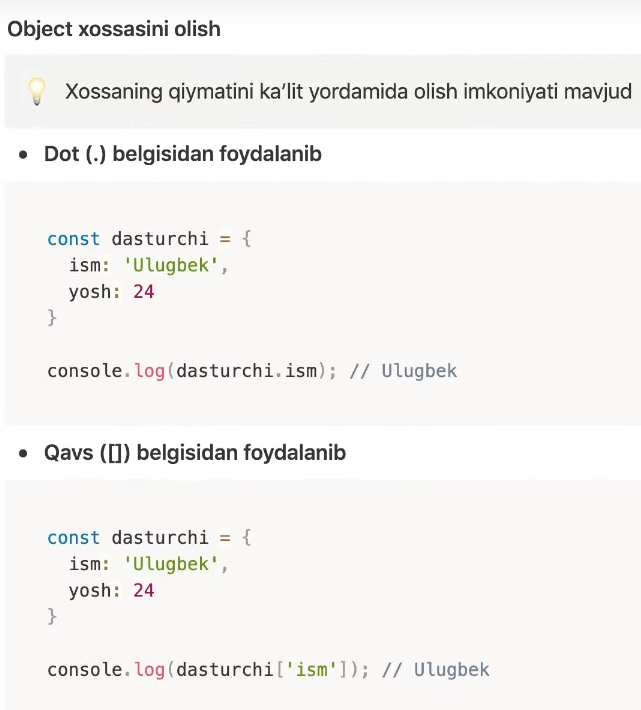 Object xossasini olish
Xossaning qiymatini ka’lit yordamida olish imkoniyati mavjud
• Dot (.) belgisidan foydalanib
const dasturchi = {
  ism: 'Ulugbek',
  yosh: 24
}
console.log(dasturchi.ism); // Ulugbek
• Qavs ([]) belgisidan foydalanib
const dasturchi = {
  ism: 'Ulugbek',
  yosh: 24
}
console.log(dasturchi['ism']); // Ulugbek